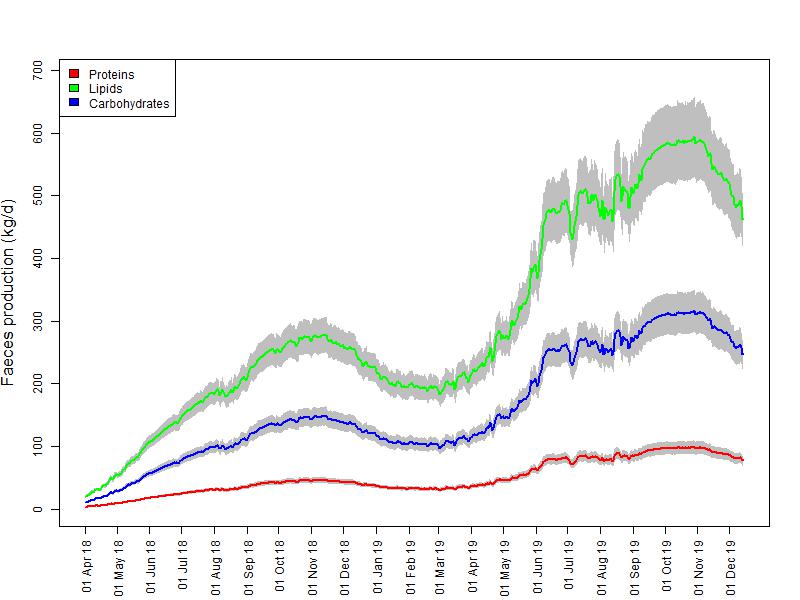 Proteins
Lipids
Carbohydrates
Faeces production (kg/d)
700
600
500
400
300
200
100
0
01 Apr 18
01 May 18
01 Jun 18
01 Jul 18
01 Aug 18
01 Sep 18
01 Oct 18
01 Nov 18
01 Dec 18
01 Jan 19
01 Feb 19
01 Mar 19
01 Apr 19
01 May 19
01 Jun 19
01 Jul 19
01 Aug 19
01 Sep 19
01 Oct 19
01 Nov 19
01 Dec 19